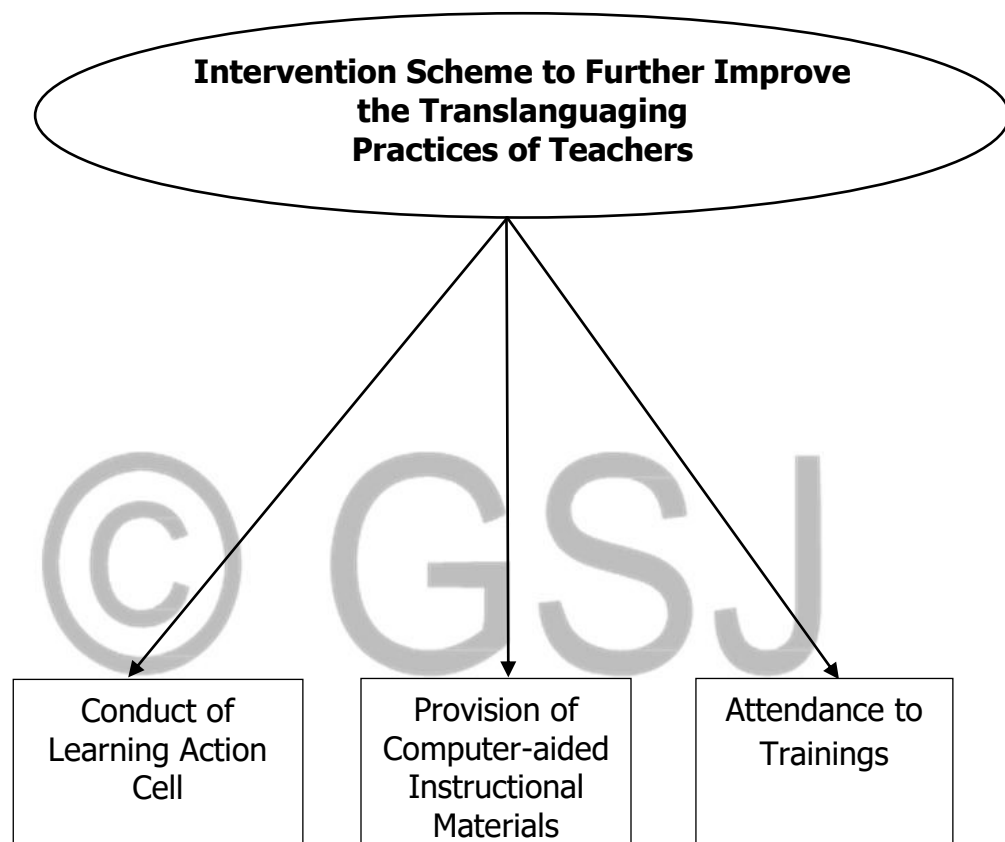 Intervention Scheme to Further Improve
the Translanguaging
Practices of Teachers
© GSJ
Conduct of
Learning Action
Cell
Provision of
Computer-aided
Instructional
Materials
Attendance to
Trainings